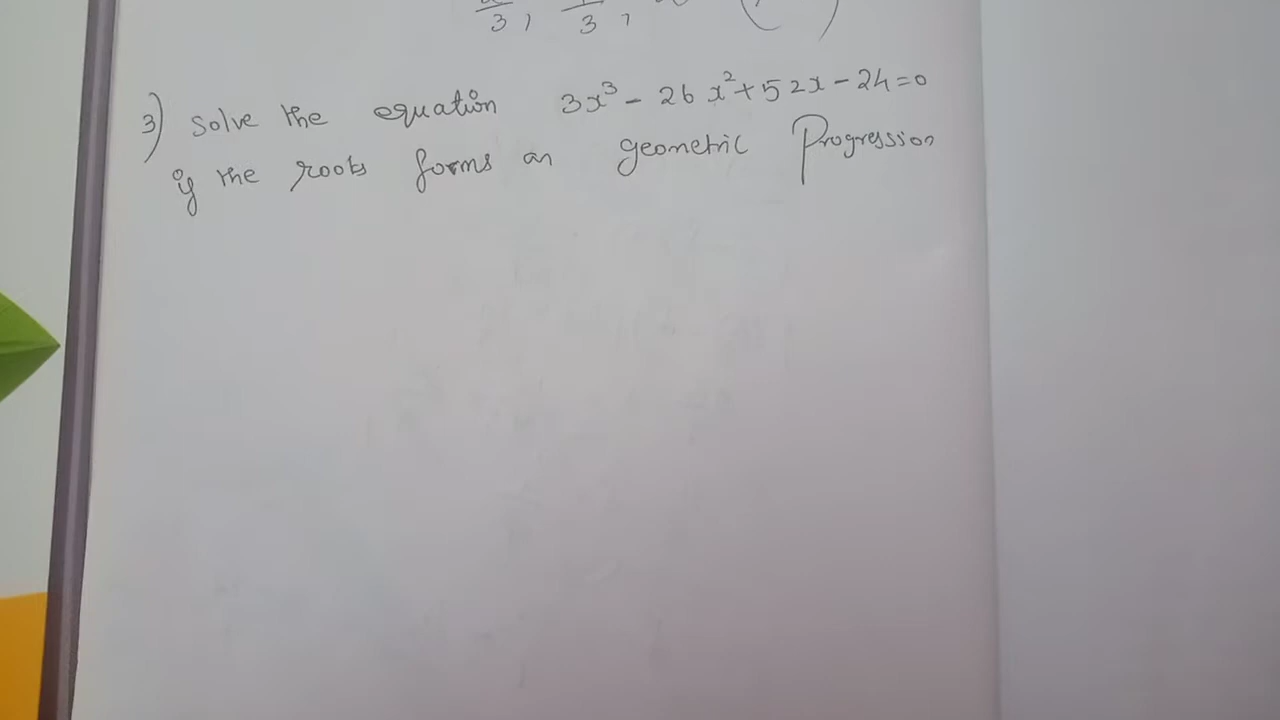 3) Solve the equation 3x³ - 26x² + 52x - 24 = 0
if the roots forms an geometric Progression